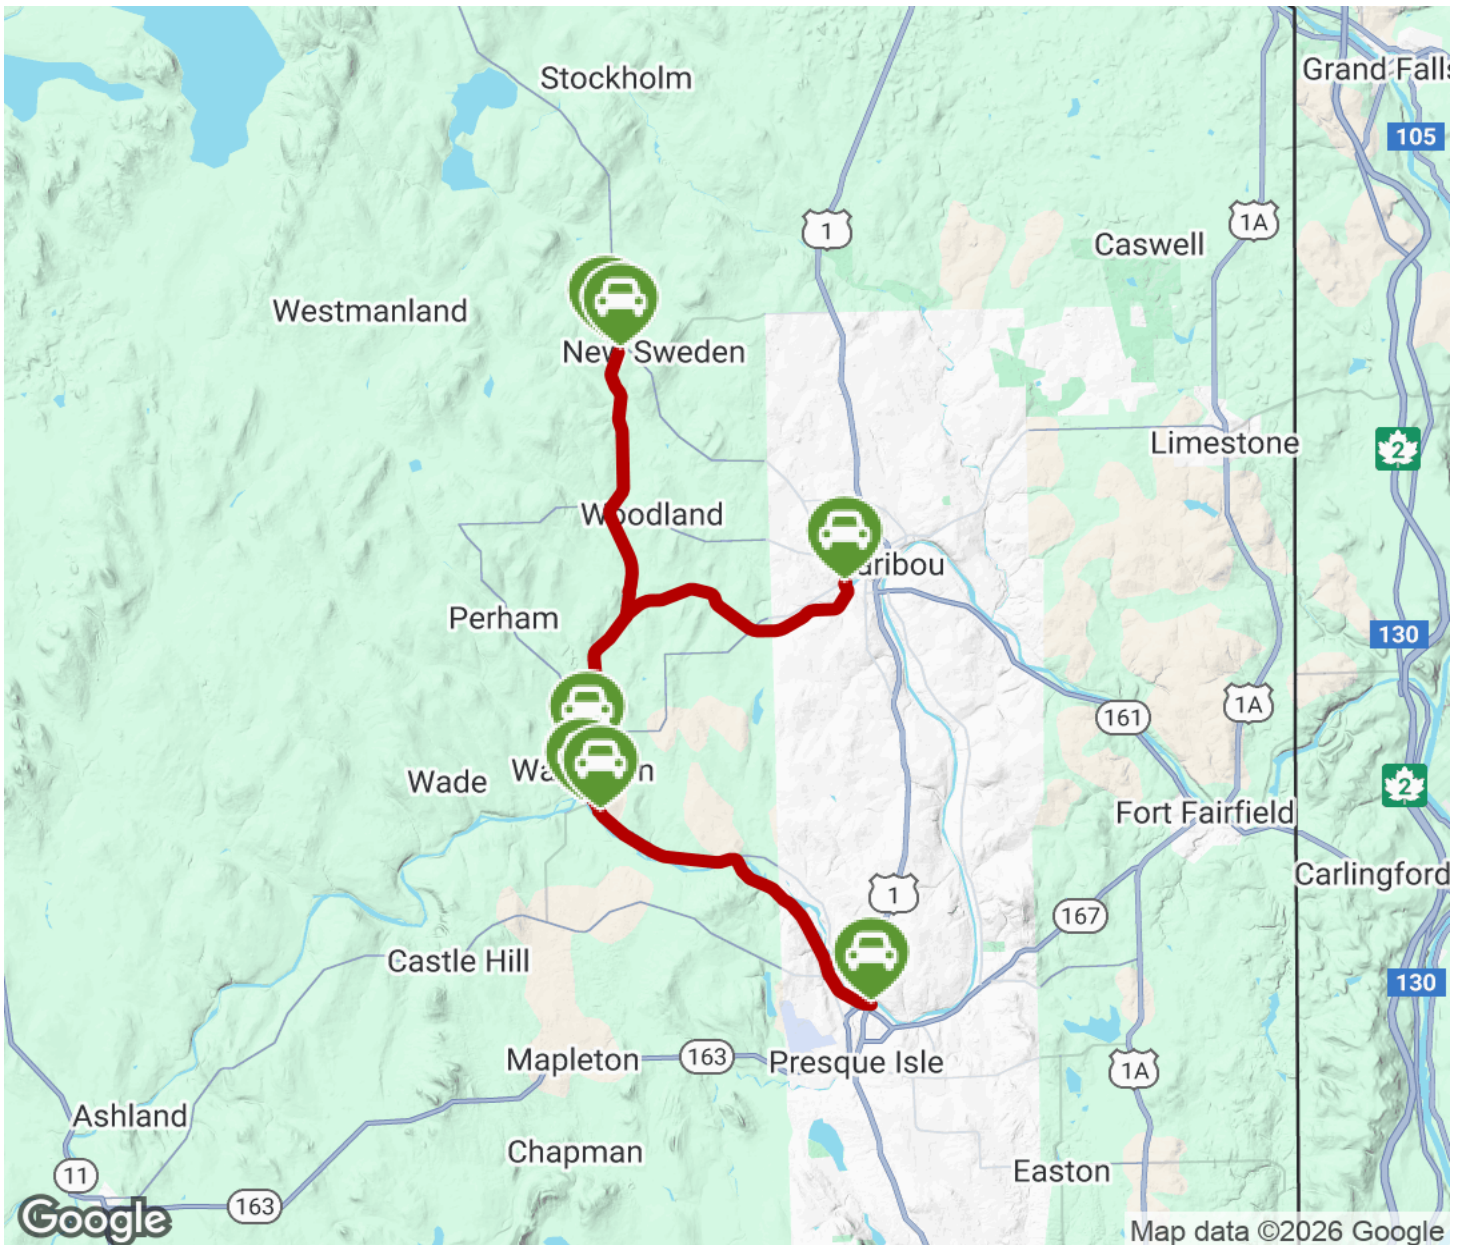 Stockholm
Grand Falls
105
1
1A
Caswell
Westmanland
New Sweden
Limestone
2
Woodland
Caribou
Perham
130
161
1A
Wade
2
Fort Fairfield
Carlingford
1
167
Castle Hill
130
Mapleton
163
Presque Isle
1A
Ashland
Chapman
Easton
11
163
Google
Map data ©2026 Google